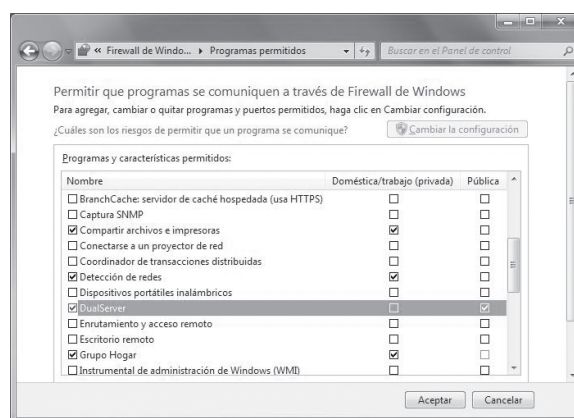 « Firewall de Windo... ▸ Programas permitidos
Buscar en el Panel de control
Permitir que programas se comuniquen a través de Firewall de Windows
Para agregar, cambiar o quitar programas y puertos permitidos, haga clic en Cambiar configuración.
¿Cuáles son los riesgos de permitir que un programa se comunique?
Cambiar la configuración
Programas y características permitidos:
Nombre Doméstica/trabajo (privada) Pública
BranchCache: servidor de caché hospedada (usa HTTPS)
Captura SNMP
Compartir archivos e impresoras
Conectarse a un proyector de red
Coordinador de transacciones distribuidas
Detección de redes
Dispositivos portátiles inalámbricos
DualServer
Enrutamiento y acceso remoto
Escritorio remoto
Grupo Hogar
Instrumental de administración de Windows (WMI)
Aceptar Cancelar